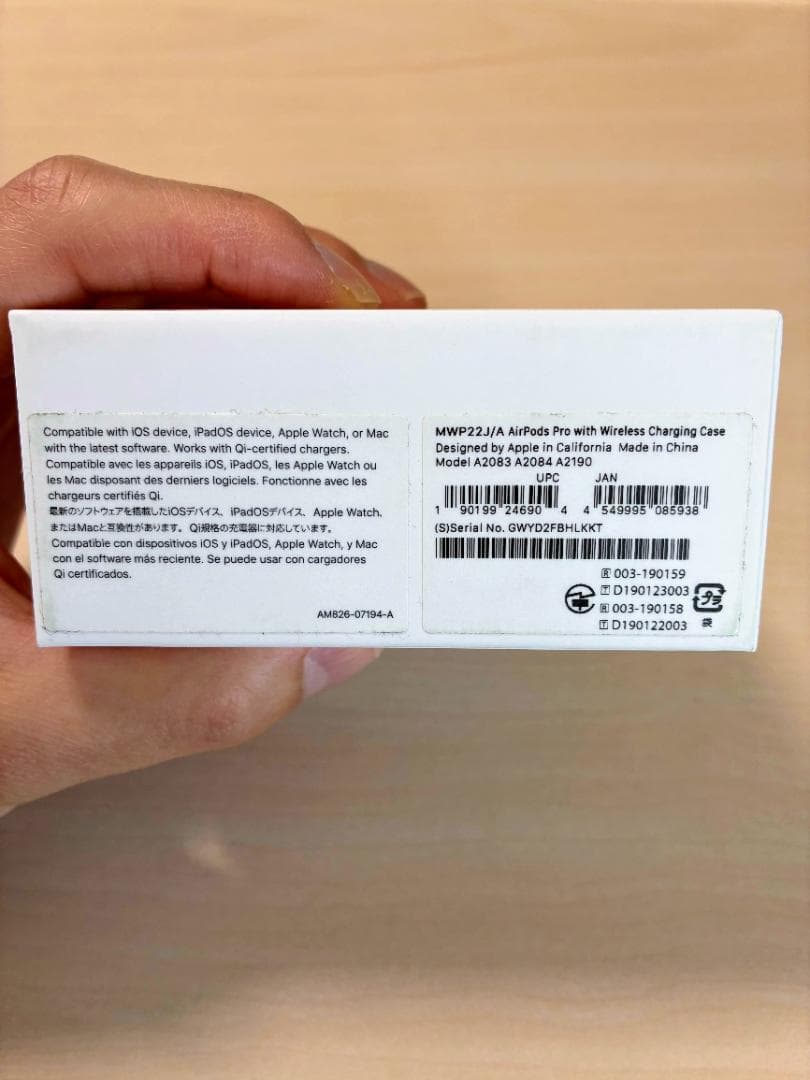 Compatible with iOS device, iPadOS device, Apple Watch, or Mac
with the latest software. Works with Qi-certified chargers.
Compatible avec les appareils iOS, iPadOS, les Apple Watch ou
les Mac disposant des derniers logiciels. Fonctionne avec les
chargeurs certifiés Qi.
最新のソフトウェアを搭載したiOSデバイス、iPadOSデバイス、Apple Watch、
またはMacと互換性があります。Qi規格の充電器に対応しています。
Compatible con dispositivos iOS y iPadOS, Apple Watch, y Mac
con el software más reciente. Se puede usar con cargadores
Qi certificados.
AM626-07194-A
MWP22J/A AirPods Pro with Wireless Charging Case
Designed by Apple in California Made in China
Model A2083 A2084 A2190
UPC JAN
1 90199 24690 4 4 549995 085938
(S)Serial No. GWYD2FBHLKKT
R 003-190159
T D190123003
R 003-190158
T D190122003
プラ
袋